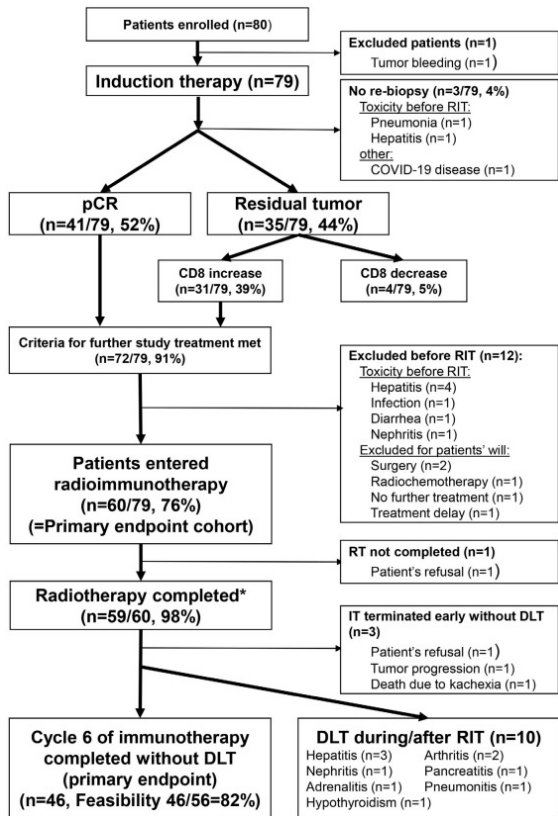 Patients enrolled (n=80)
Excluded patients (n=1)
Tumor bleeding (n=1)
Induction therapy (n=79)
No re-biopsy (n=3/79, 4%)
Toxicity before RIT:
Pneumonia (n=1)
Hepatitis (n=1)
other:
COVID-19 disease (n=1)
pCR
(n=41/79, 52%)
Residual tumor
(n=35/79, 44%)
CD8 increase
(n=31/79, 39%)
CD8 decrease
(n=4/79, 5%)
Criteria for further study treatment met
(n=72/79, 91%)
Excluded before RIT (n=12):
Toxicity before RIT:
Hepatitis (n=4)
Infection (n=1)
Diarrhea (n=1)
Nephritis (n=1)
Excluded for patients' will:
Surgery (n=2)
Radiochemotherapy (n=1)
No further treatment (n=1)
Treatment delay (n=1)
Patients entered
radioimmunotherapy
(n=60/79, 76%)
(=Primary endpoint cohort)
RT not completed (n=1)
Patient's refusal (n=1)
Radiotherapy completed*
(n=59/60, 98%)
IT terminated early without DLT
(n=3)
Patient's refusal (n=1)
Tumor progression (n=1)
Death due to kachexia (n=1)
Cycle 6 of immunotherapy
completed without DLT
(primary endpoint)
(n=46, Feasibility 46/56=82%)
DLT during/after RIT (n=10)
Hepatitis (n=3) Arthritis (n=2)
Nephritis (n=1) Pancreatitis (n=1)
Adrenalitis (n=1) Pneumonitis (n=1)
Hypothyroidism (n=1)